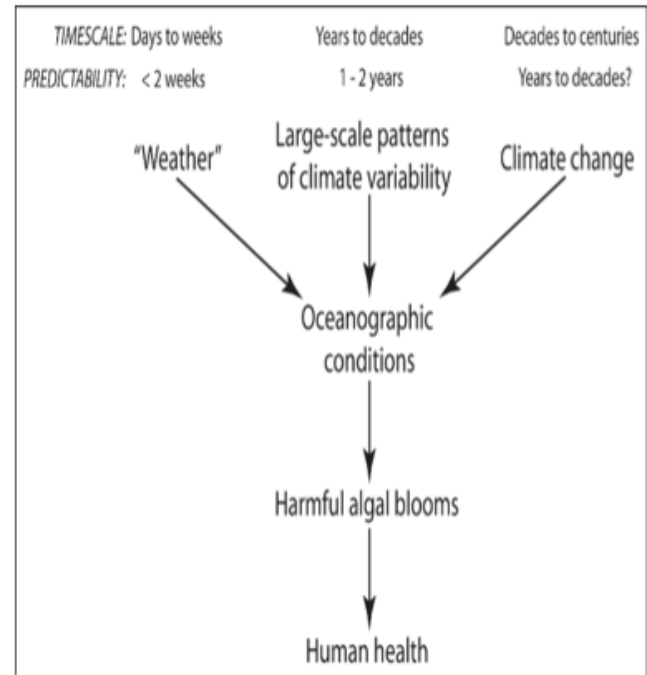 TIMESCALE: Days to weeks Years to decades Decades to centuries
PREDICTABILITY: < 2 weeks 1 - 2 years Years to decades?
"Weather"
Large-scale patterns
of climate variability
Climate change
Oceanographic
conditions
Harmful algal blooms
Human health